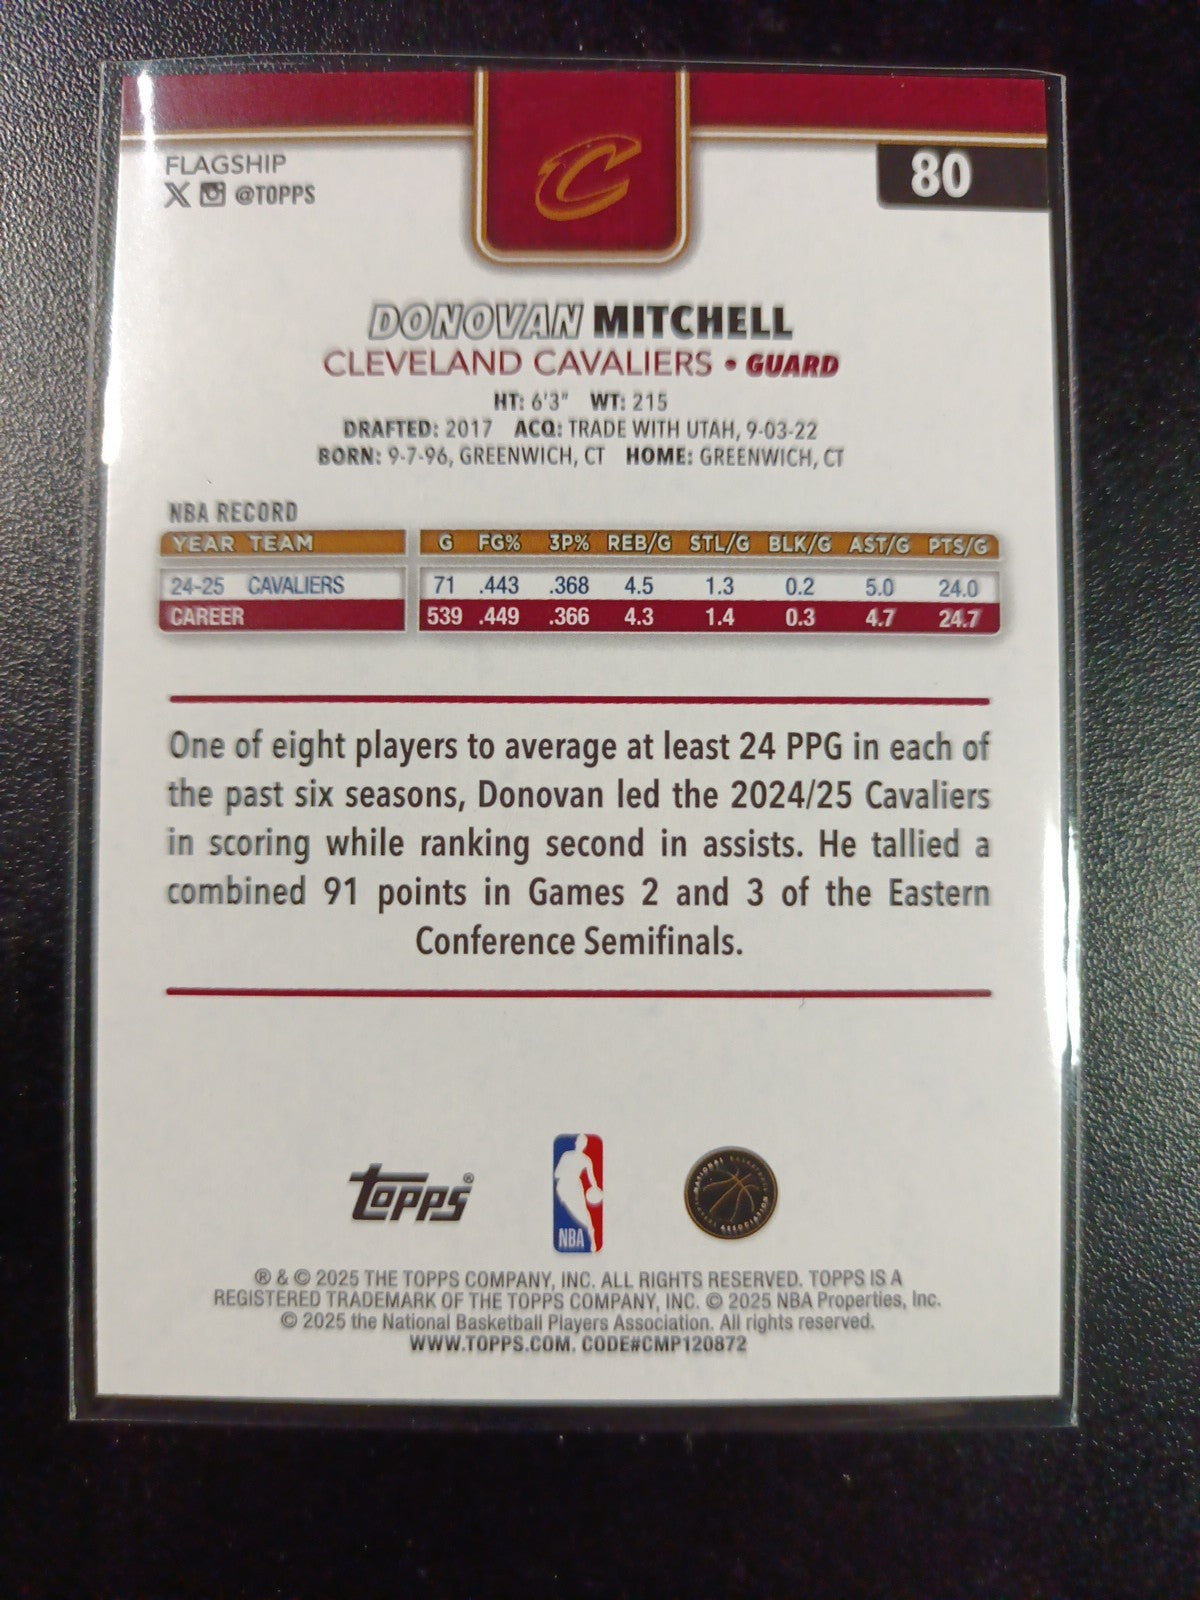 FLAGSHIP
80
X @TOPPS
DONOVAN MITCHELL
CLEVELAND CAVALIERS • GUARD
HT: 6'3" WT: 215
DRAFTED: 2017 ACQ: TRADE WITH UTAH, 9-03-22
BORN: 9-7-96, GREENWICH, CT HOME: GREENWICH, CT
NBA RECORD
YEAR TEAM G FG% 3P% REB/G STL/G BLK/G AST/G PTS/G
24-25 CAVALIERS 71 .443 .368 4.5 1.3 0.2 5.0 24.0
CAREER 539 .449 .366 4.3 1.4 0.3 4.7 24.7
One of eight players to average at least 24 PPG in each of
the past six seasons, Donovan led the 2024/25 Cavaliers
in scoring while ranking second in assists. He tallied a
combined 91 points in Games 2 and 3 of the Eastern
Conference Semifinals.
TOPPS®
NBA
NATIONAL BASKETBALL PLAYERS ASSOCIATION
® & © 2025 THE TOPPS COMPANY, INC. ALL RIGHTS RESERVED. TOPPS IS A
REGISTERED TRADEMARK OF THE TOPPS COMPANY, INC. © 2025 NBA Properties, Inc.
© 2025 the National Basketball Players Association. All rights reserved.
WWW.TOPPS.COM. CODE#CMP120872